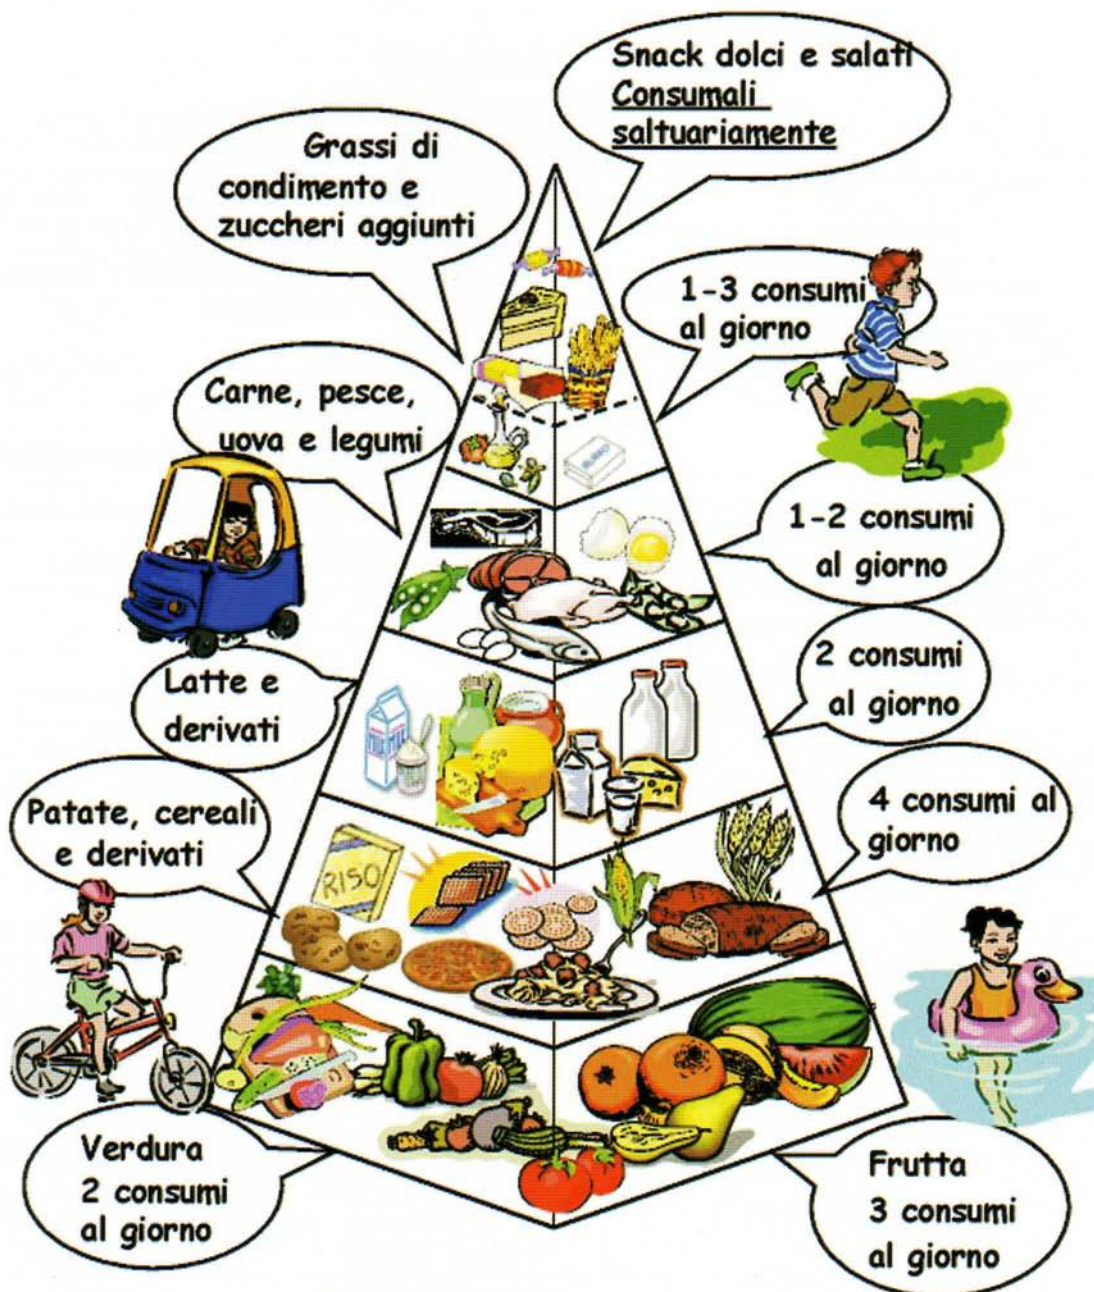 Snack dolci e salati
Consumali
saltuariamente
Grassi di
condimento e
zuccheri aggiunti
1-3 consumi
al giorno
Carne, pesce,
uova e legumi
1-2 consumi
al giorno
Latte e
derivati
2 consumi
al giorno
Patate, cereali
e derivati
4 consumi al
giorno
RISO
Verdura
2 consumi
al giorno
Frutta
3 consumi
al giorno